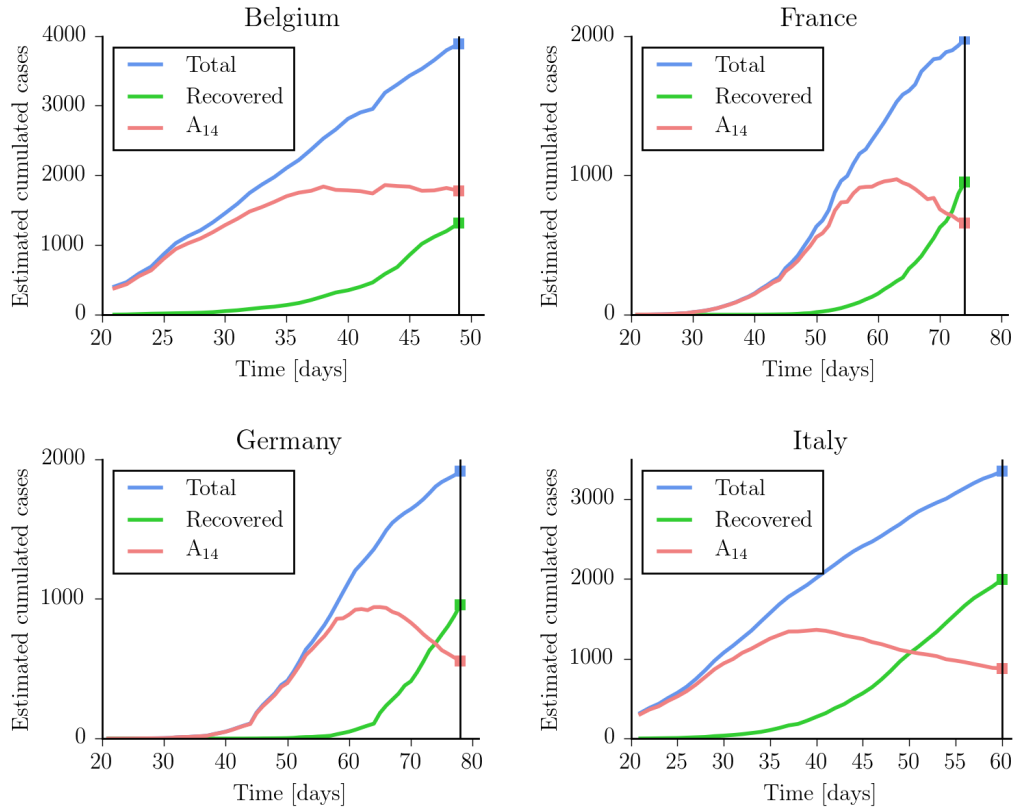 Belgium
Estimated cumulated cases
4000
3000
2000
1000
0
Total
Recovered
A₁₄
20 25 30 35 40 45 50
Time [days]
France
Estimated cumulated cases
2000
1000
0
Total
Recovered
A₁₄
20 30 40 50 60 70 80
Time [days]
Germany
Estimated cumulated cases
2000
1000
0
Total
Recovered
A₁₄
20 30 40 50 60 70 80
Time [days]
Italy
Estimated cumulated cases
3000
2000
1000
0
Total
Recovered
A₁₄
20 25 30 35 40 45 50 55 60
Time [days]